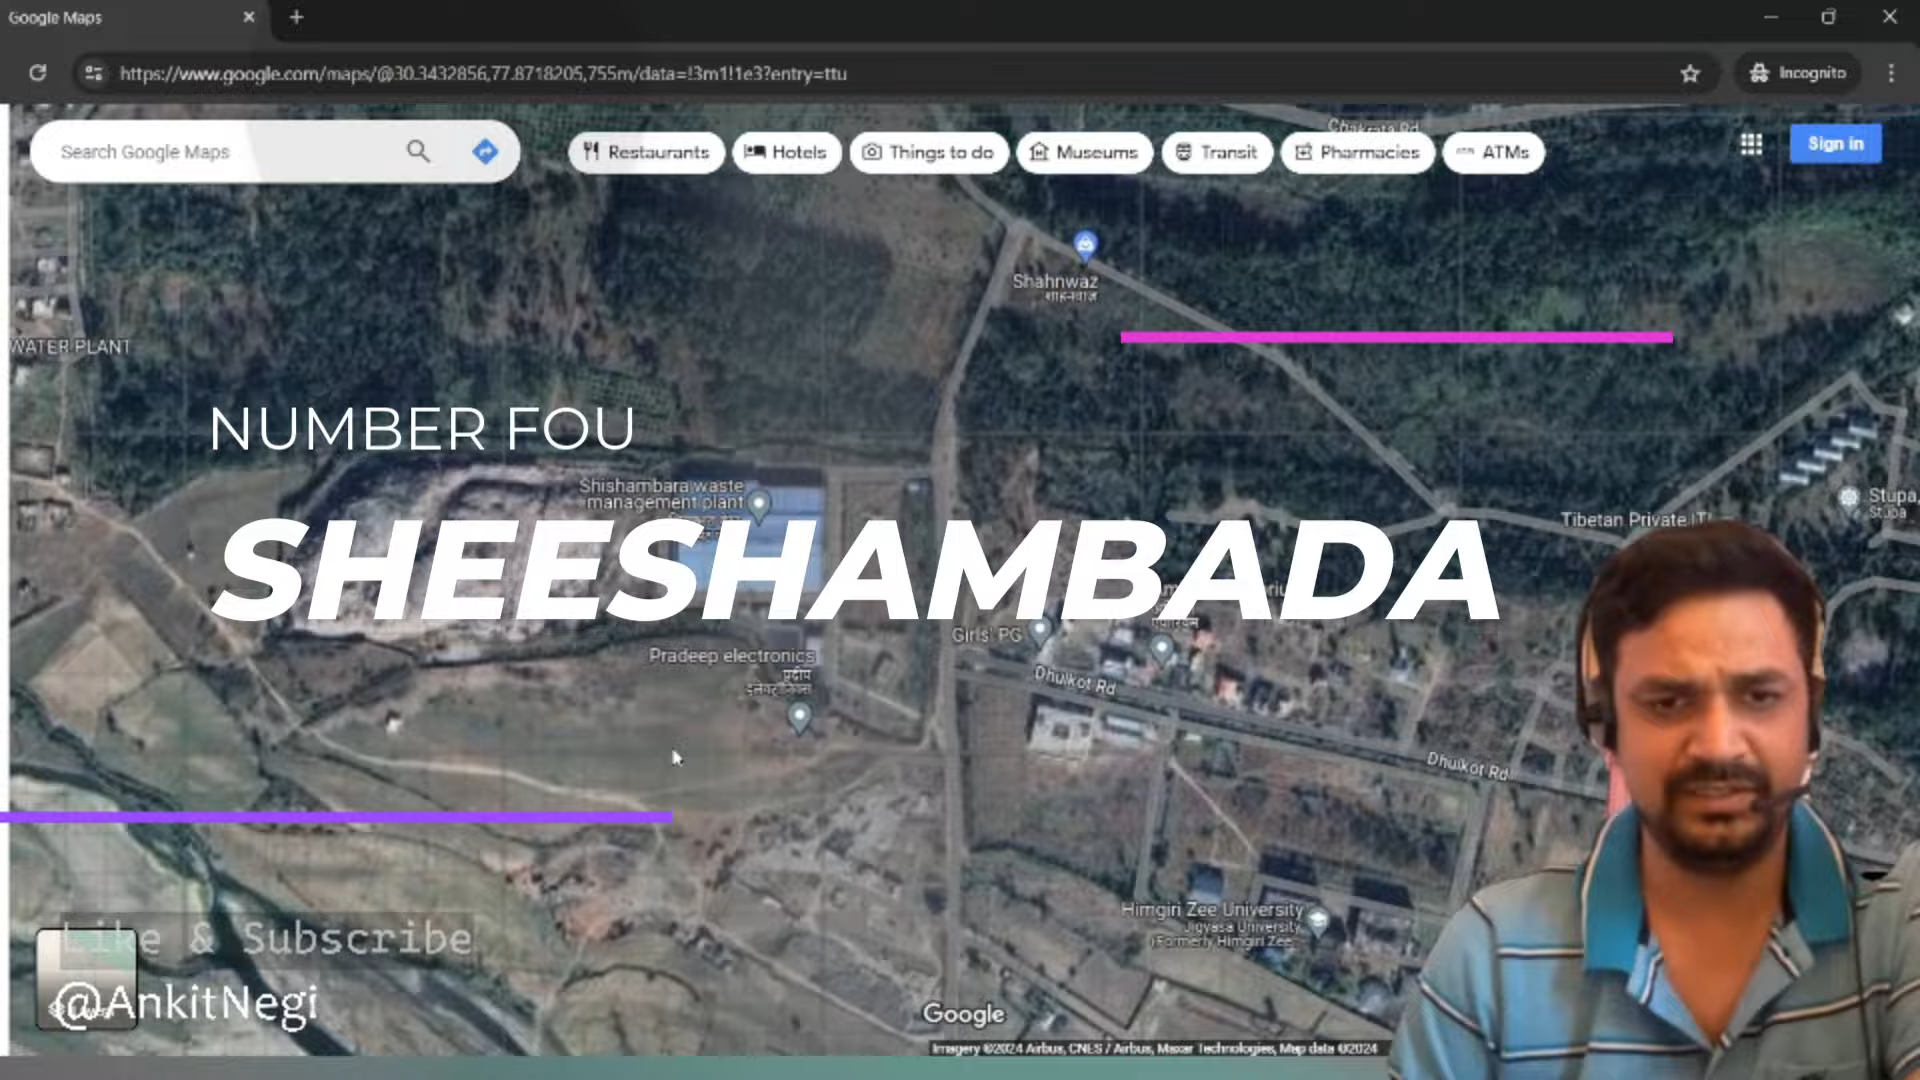 Google Maps
https://www.google.com/maps/@30.3432856,77.8718205,755m/data=!3m1!1e3?entry=ttu
Incognito
Search Google Maps
Restaurants
Hotels
Things to do
Museums
Transit
Pharmacies
ATMs
Sign in
Chakrata Rd
Shahnwaz
शाहनवाज़
WATER PLANT
NUMBER FOU
Shishambara waste
management plant
Stupa,
Stupa
Tibetan Private ITI
SHEESHAMBADA
Girls' PG
Pradeep electronics
प्रदीप
इलेक्ट्रॉनिक्स
Dhulkot Rd
Dhulkot Rd
Himgiri Zee University
Jigyasa University
(Formerly Himgiri Zee...
Like & Subscribe
@AnkitNegi
Google
Imagery ©2024 Airbus, CNES / Airbus, Maxar Technologies, Map data ©2024